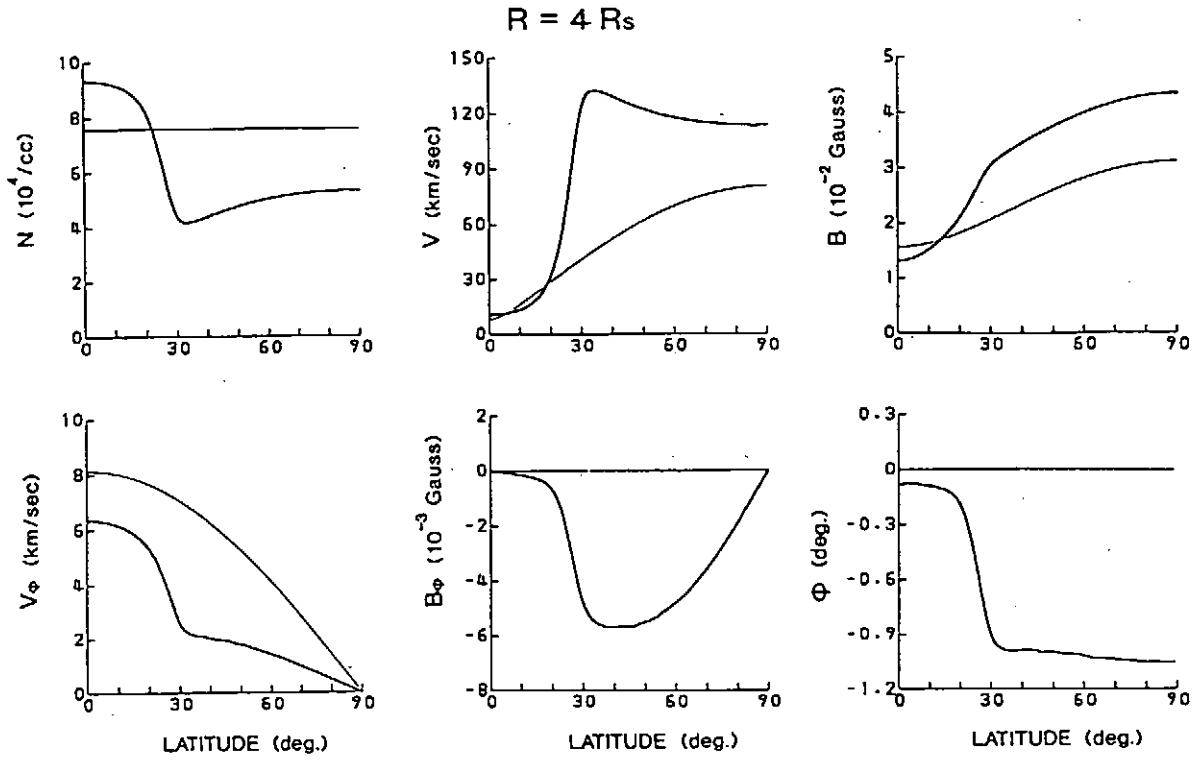 R = 4 Rs
N (10⁴/cc)
10
8
6
4
2
0
0 30 60 90
V (km/sec)
150
120
90
60
30
0
0 30 60 90
B (10⁻² Gauss)
5
4
3
2
1
0
0 30 60 90
VΦ (km/sec)
10
8
6
4
2
0
0 30 60 90
LATITUDE (deg.)
BΦ (10⁻³ Gauss)
2
0
-2
-4
-6
-8
0 30 60 90
LATITUDE (deg.)
Φ (deg.)
0.3
0
-0.3
-0.6
-0.9
-1.2
0 30 60 90
LATITUDE (deg.)